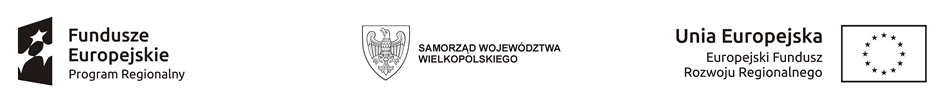 Fundusze
Europejskie
Program Regionalny
SAMORZĄD WOJEWÓDZTWA
WIELKOPOLSKIEGO
Unia Europejska
Europejski Fundusz
Rozwoju Regionalnego